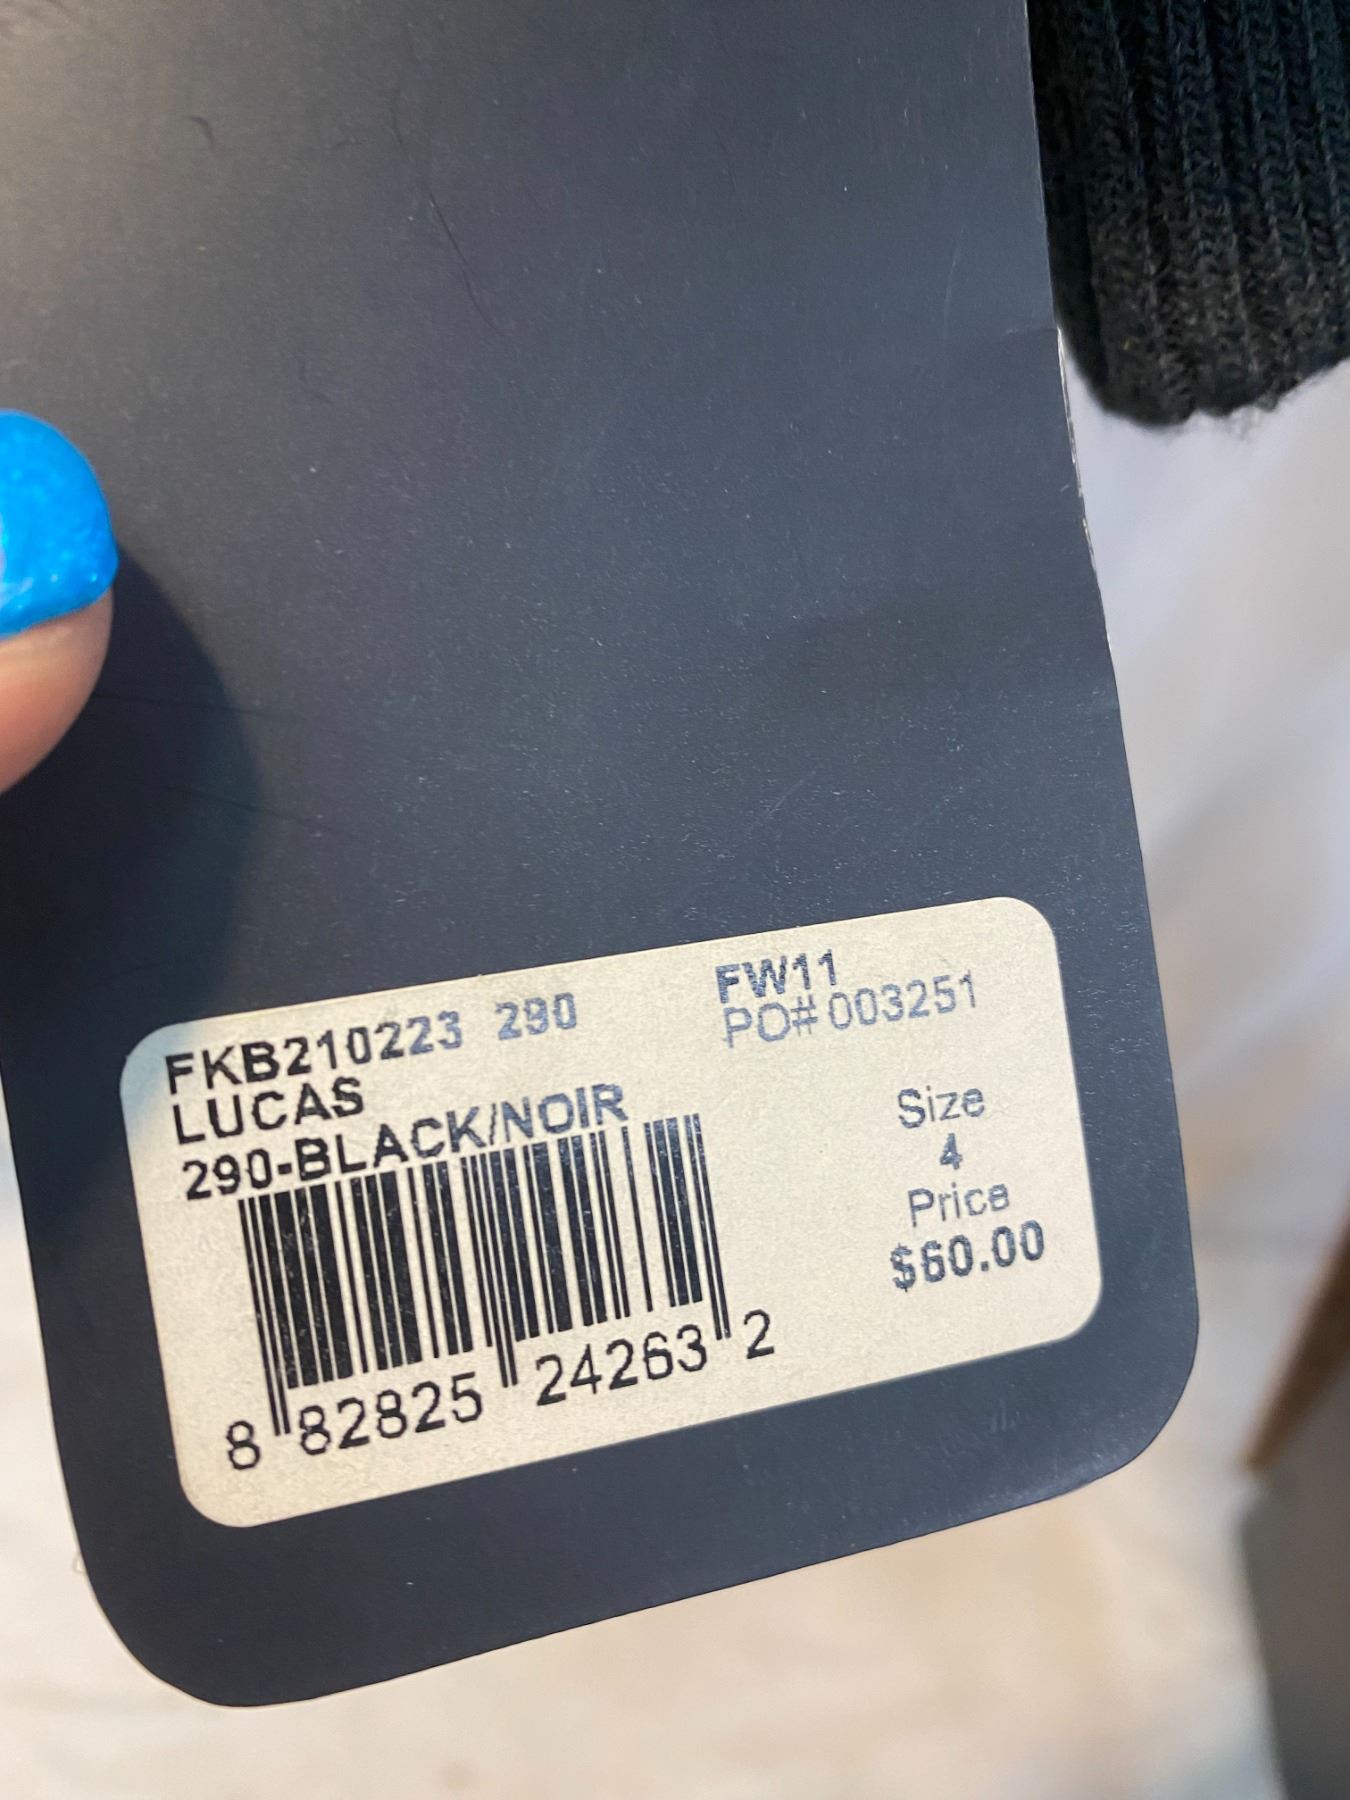 FKB210223 290
LUCAS
290-BLACK/NOIR
FW11
PO# 003251
Size
4
Price
$60.00
8 82825 24263 2